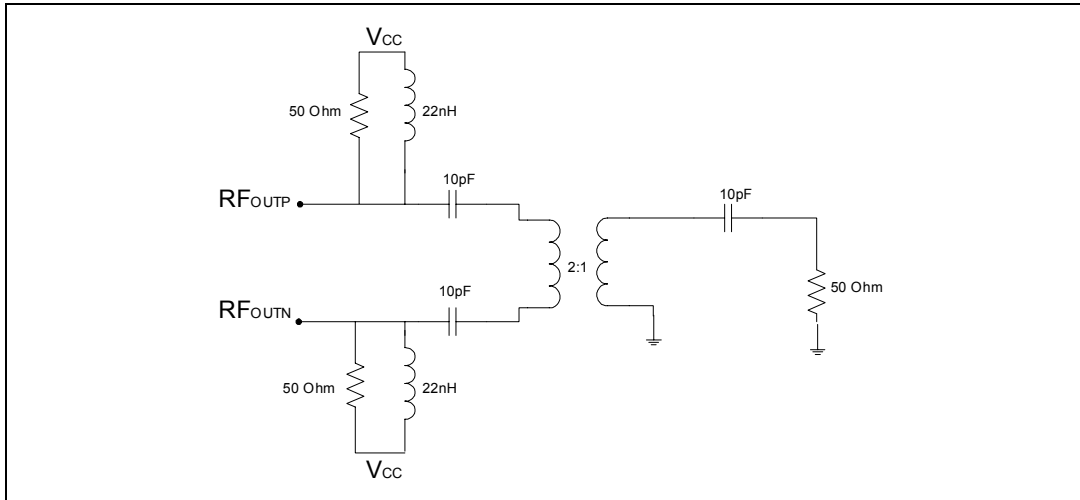 VCC
50 Ohm
22nH
RFOUTP
10pF
10pF
2:1
50 Ohm
10pF
RFOUTN
50 Ohm
22nH
VCC